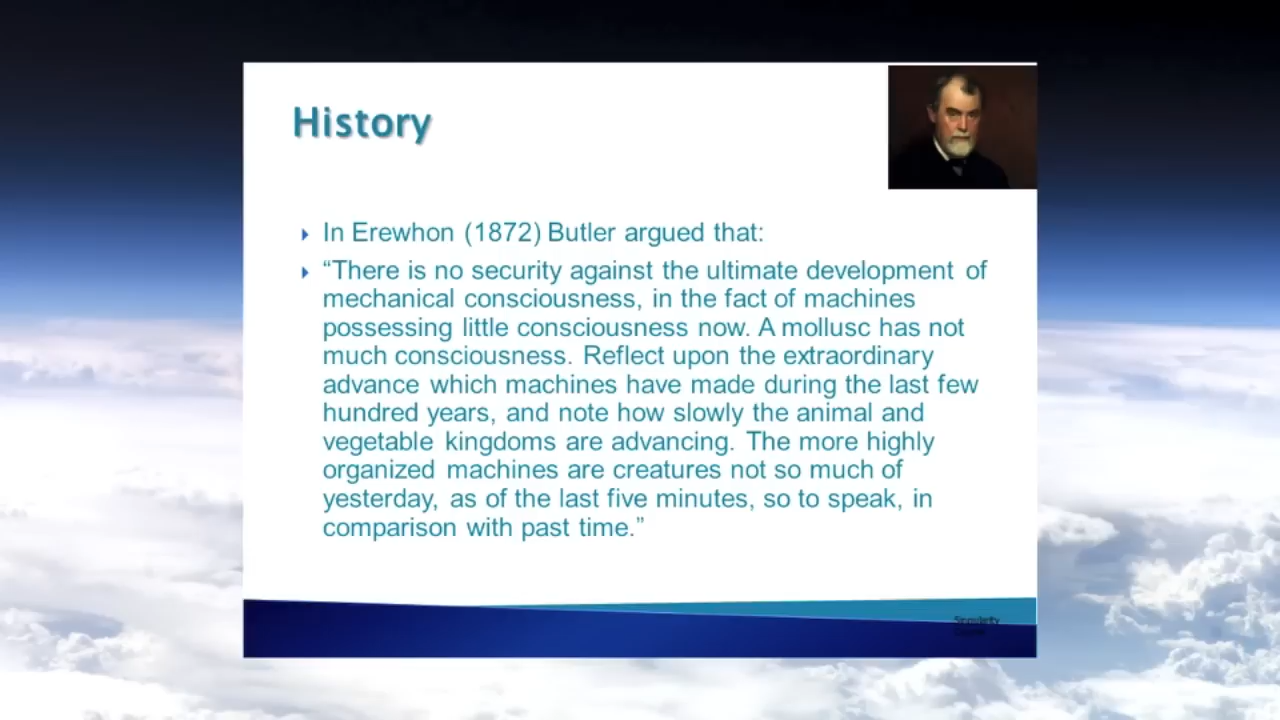 History
In Erewhon (1872) Butler argued that:
“There is no security against the ultimate development of
mechanical consciousness, in the fact of machines
possessing little consciousness now. A mollusc has not
much consciousness. Reflect upon the extraordinary
advance which machines have made during the last few
hundred years, and note how slowly the animal and
vegetable kingdoms are advancing. The more highly
organized machines are creatures not so much of
yesterday, as of the last five minutes, so to speak, in
comparison with past time.”
Singularity